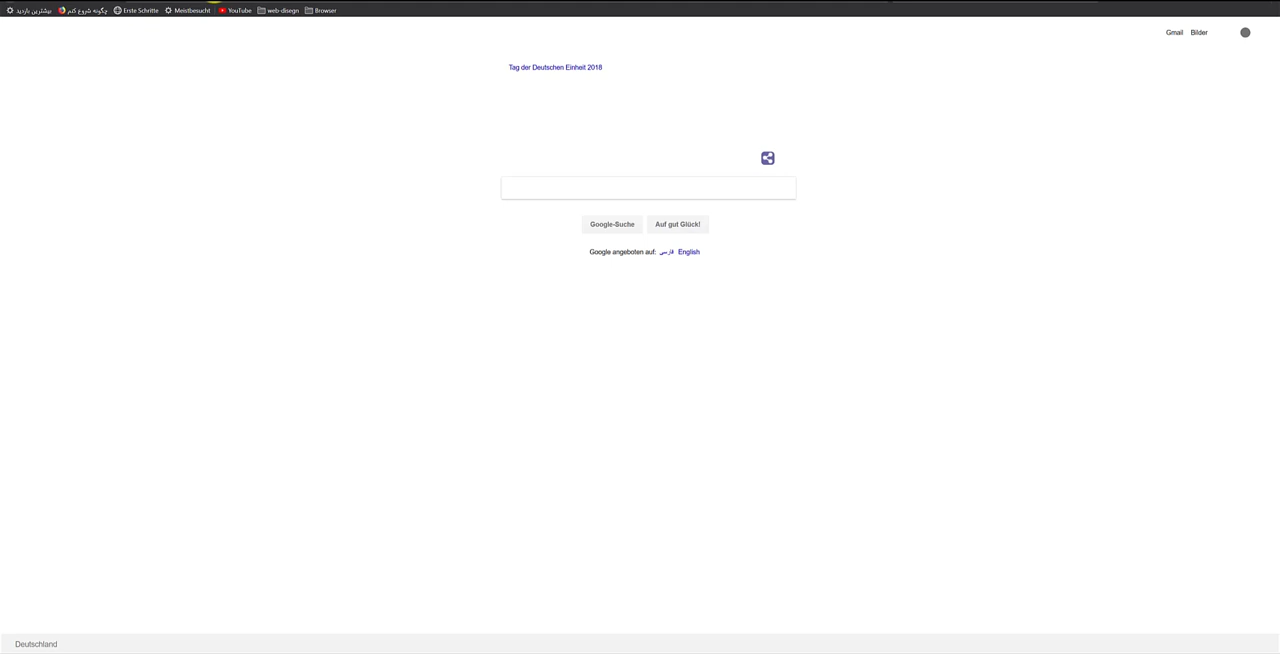 بیشترین بازدید چگونه شروع کنم Erste Schritte Meistbesucht YouTube web-disegn Browser
Gmail Bilder
Tag der Deutschen Einheit 2018
Google-Suche Auf gut Glück!
Google angeboten auf: فارسی English
Deutschland